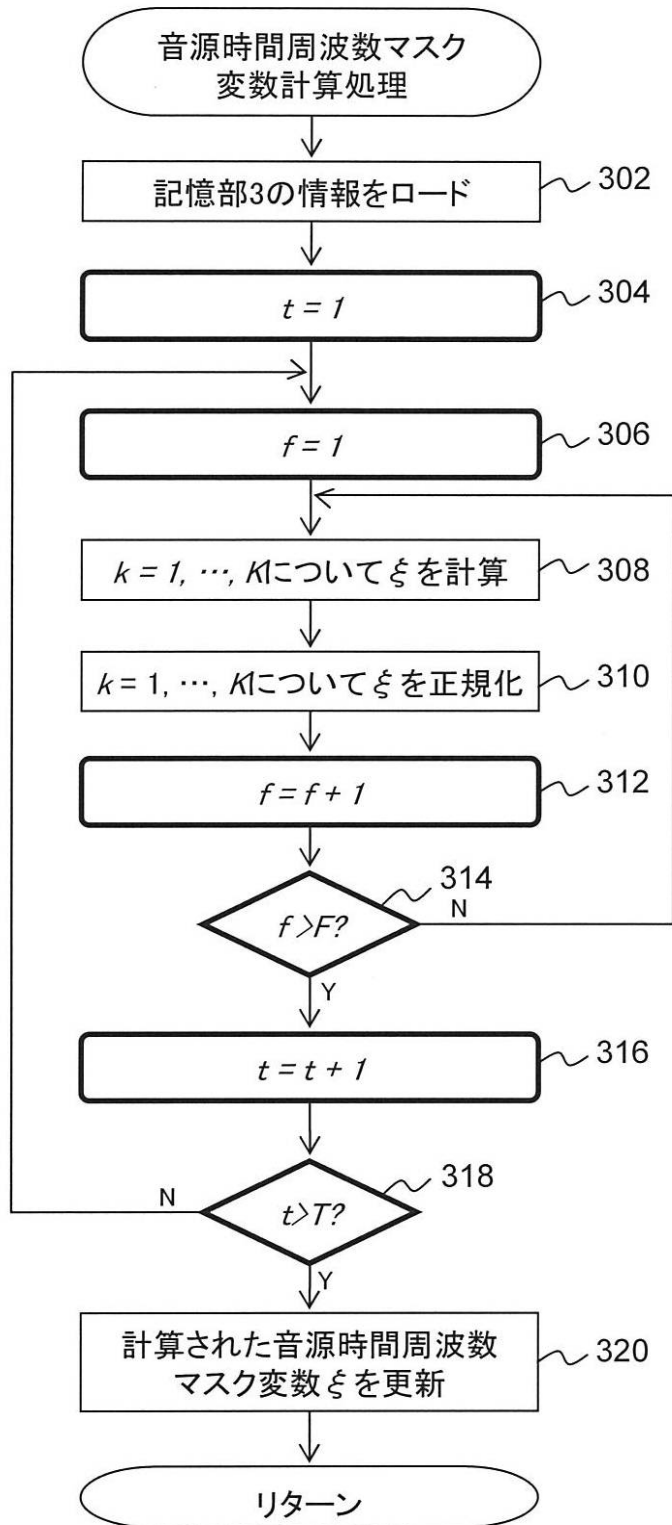 音源時間周波数マスク
変数計算処理
記憶部3の情報をロード
302
t = 1
304
f = 1
306
k = 1, …, Kについてξを計算
308
k = 1, …, Kについてξを正規化
310
f = f + 1
312
f >F?
314
N
Y
t = t + 1
316
t>T?
318
N
Y
計算された音源時間周波数
マスク変数ξを更新
320
リターン